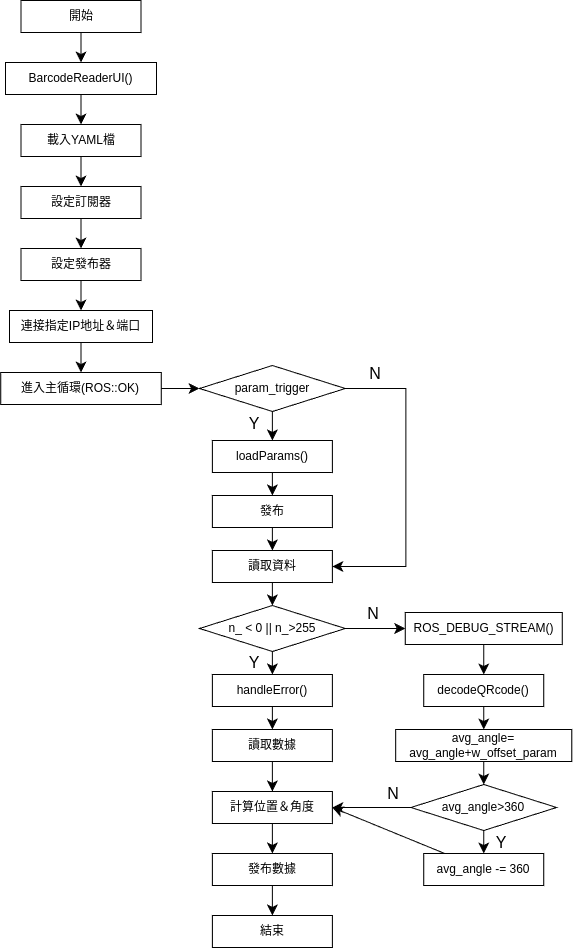 開始
BarcodeReaderUI()
載入YAML檔
設定訂閱器
設定發布器
連接指定IP地址＆端口
進入主循環(ROS::OK)
param_trigger
N
Y
loadParams()
發布
讀取資料
n_ < 0 || n_>255
N
Y
ROS_DEBUG_STREAM()
handleError()
decodeQRcode()
讀取數據
avg_angle=
avg_angle+w_offset_param
計算位置＆角度
N
avg_angle>360
Y
發布數據
avg_angle -= 360
結束